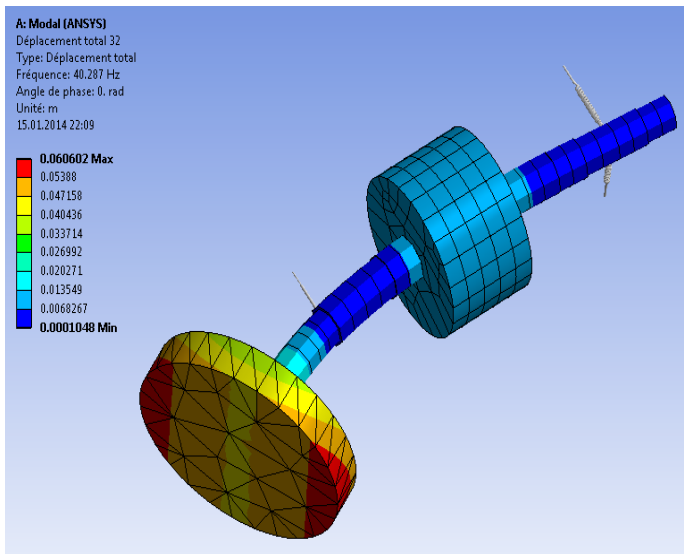 A: Modal (ANSYS)
Déplacement total 32
Type: Déplacement total
Fréquence: 40.287 Hz
Angle de phase: 0. rad
Unité: m
15.01.2014 22:09
0.060602 Max
0.05388
0.047158
0.040436
0.033714
0.026992
0.020271
0.013549
0.0068267
0.0001048 Min